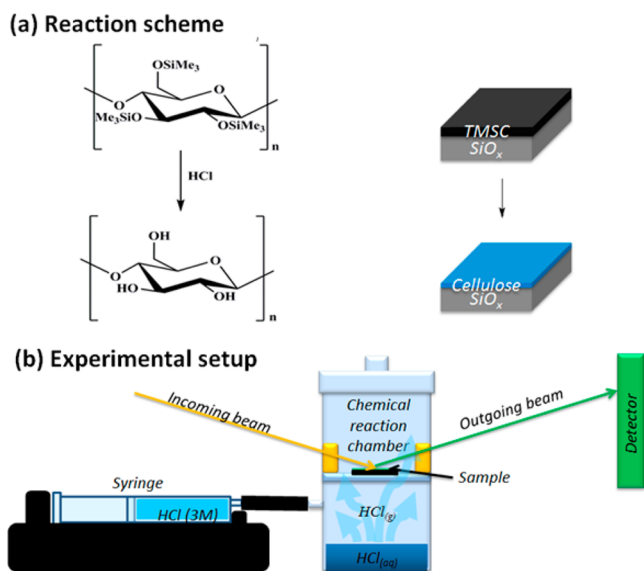 (a) Reaction scheme
OSiMe3
O
O
Me3SiO
OSiMe3
n
HCl
OH
O
O
HO
OH
n
TMSC
SiOx
Cellulose
SiOx
(b) Experimental setup
Incoming beam
Chemical
reaction
chamber
Outgoing beam
Detector
Sample
Syringe
HCl (3M)
HCl(g)
HCl(aq)